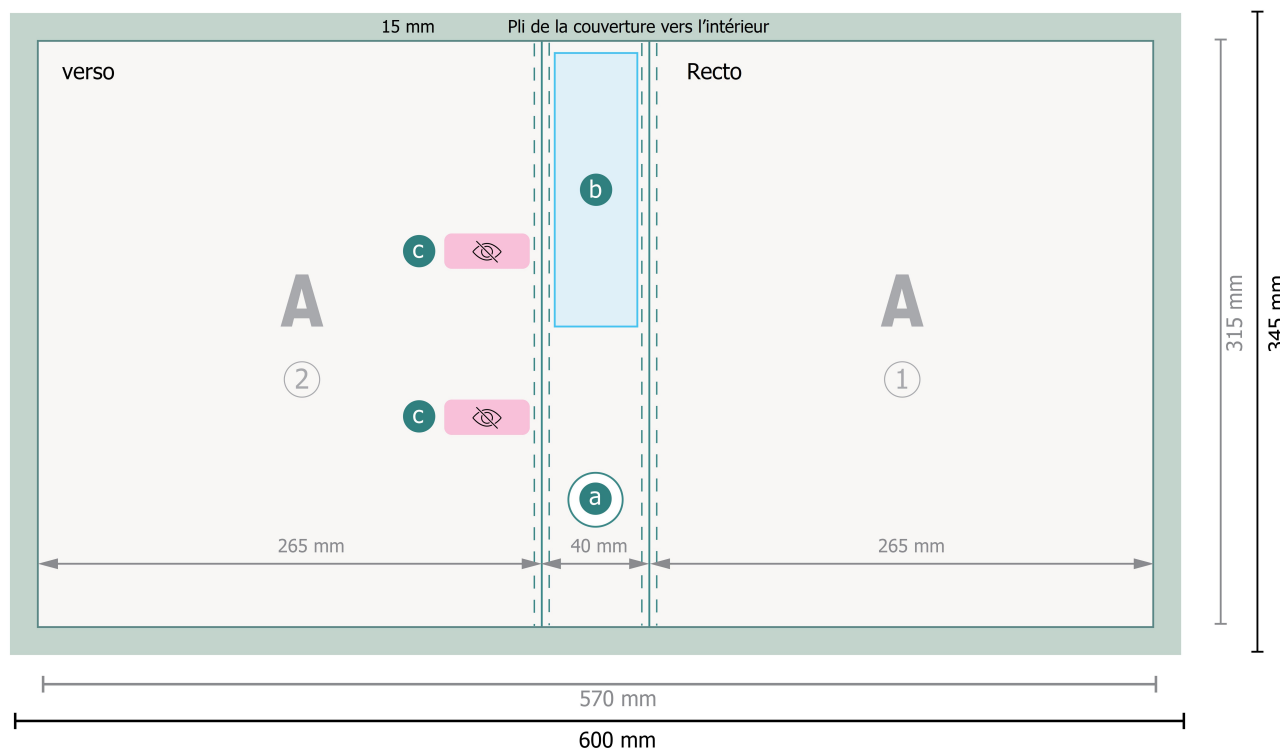 15 mm Pli de la couverture vers l’intérieur
verso
Recto
b
c
A
A
315 mm
345 mm
2
1
c
a
265 mm
40 mm
265 mm
570 mm
600 mm